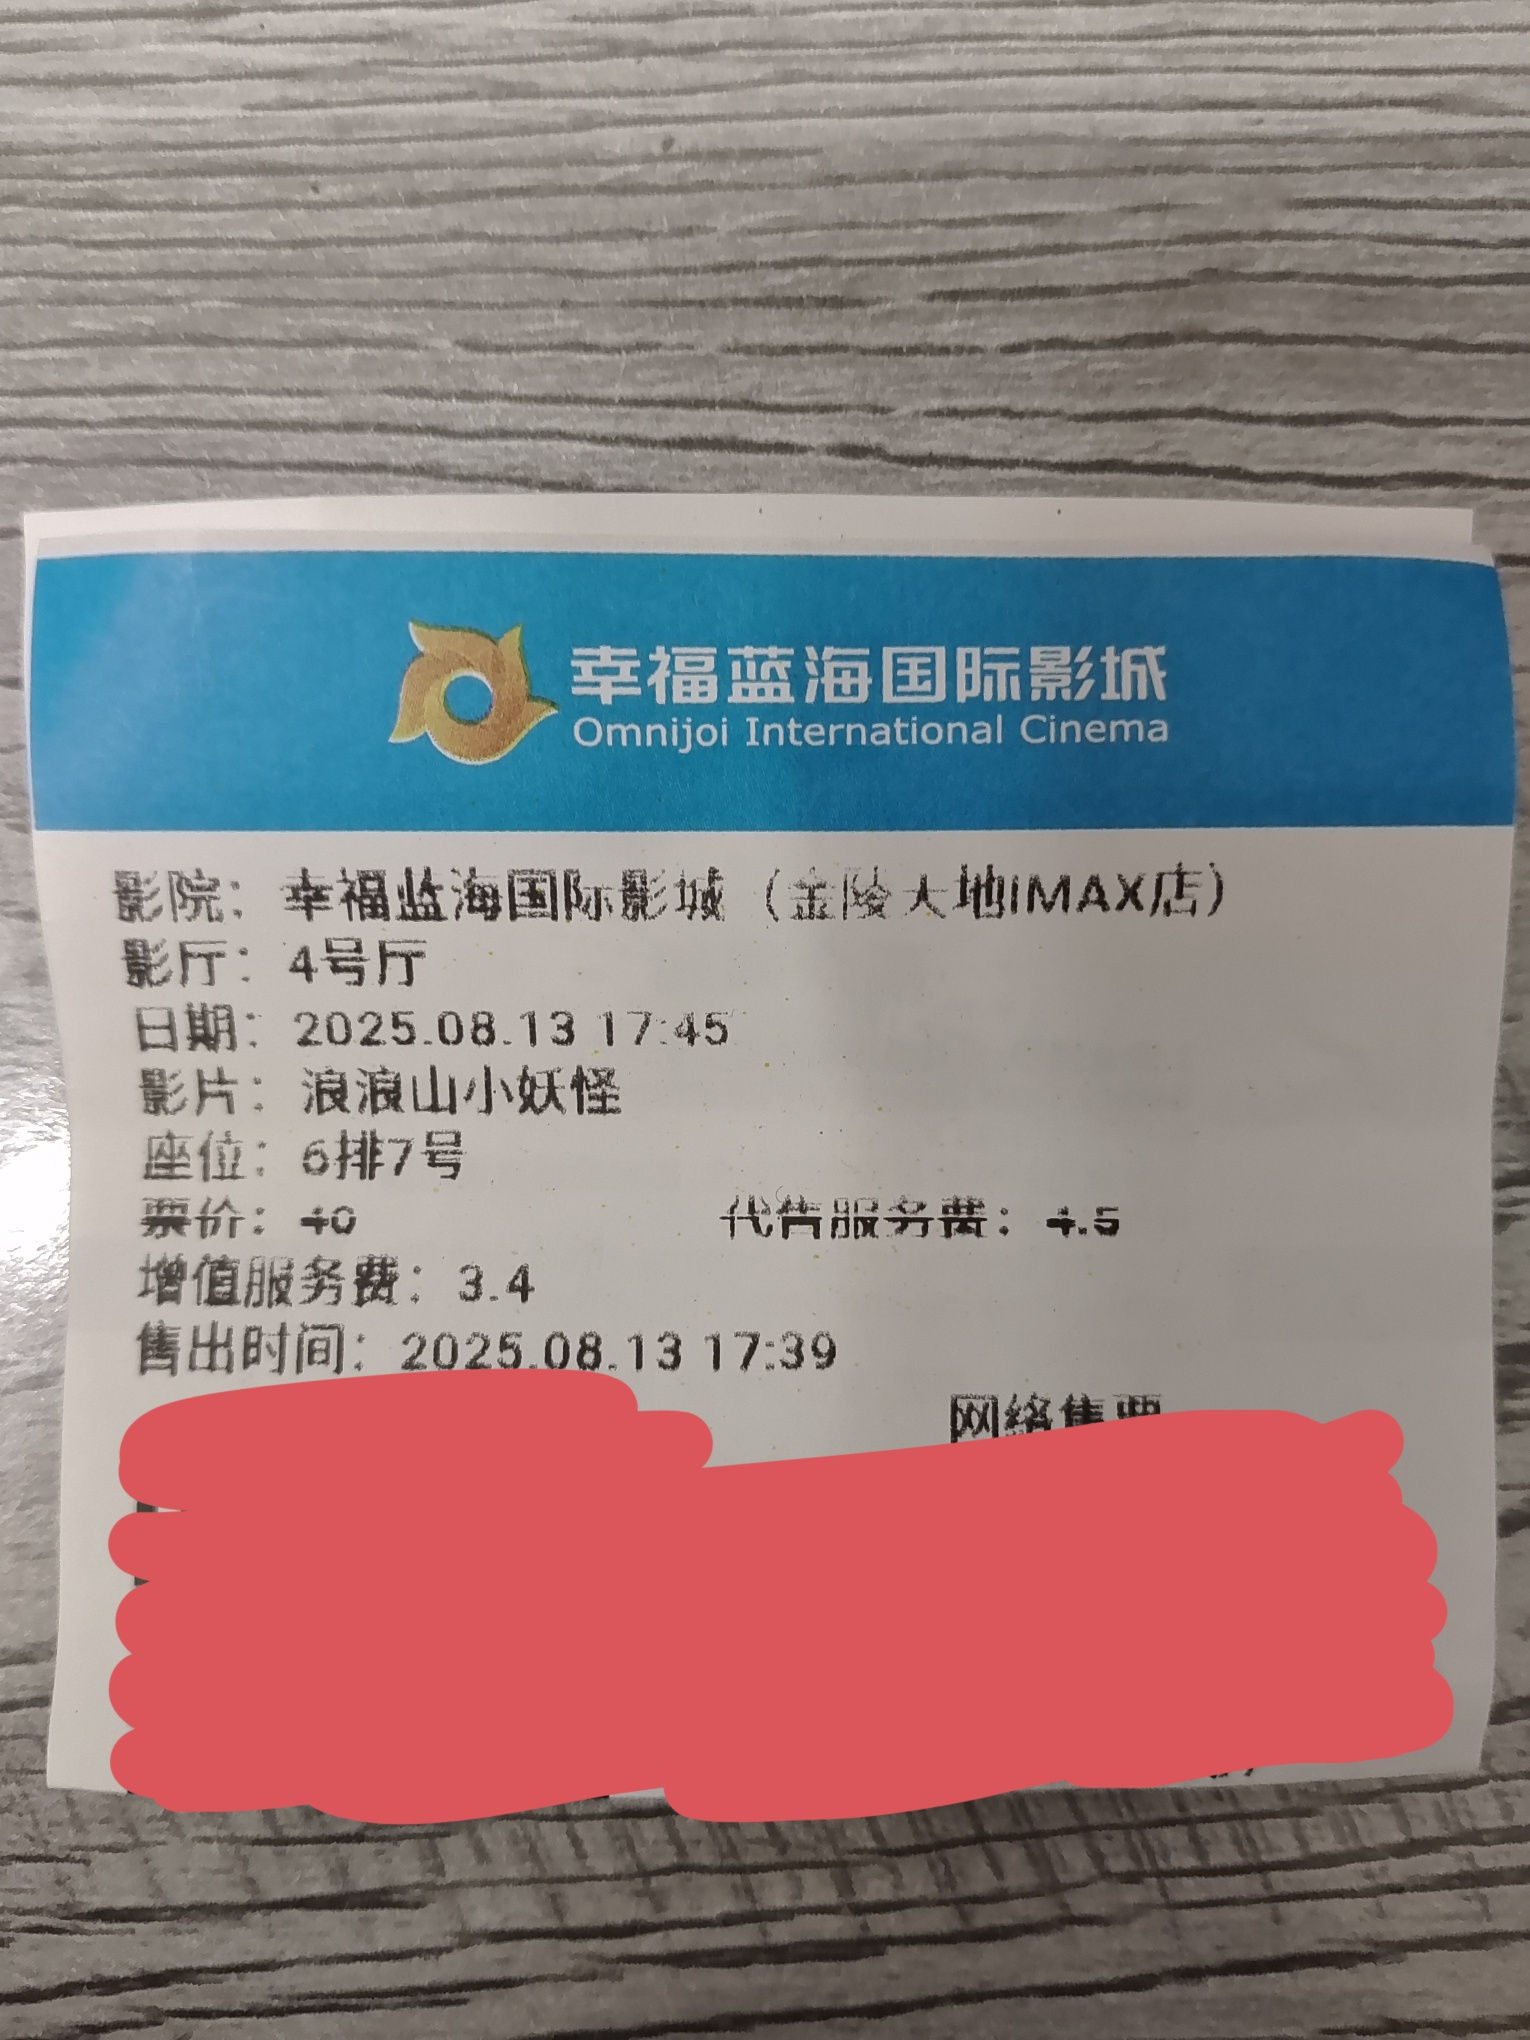 幸福蓝海国际影城
Omnijoi International Cinema
影院：幸福蓝海国际影城（金陵大地IMAX店）
影厅：4号厅
日期：2025.08.13 17:45
影片：浪浪山小妖怪
座位：6排7号
票价：40 代售服务费：4.5
增值服务费：3.4
售出时间：2025.08.13 17:39
网络售票